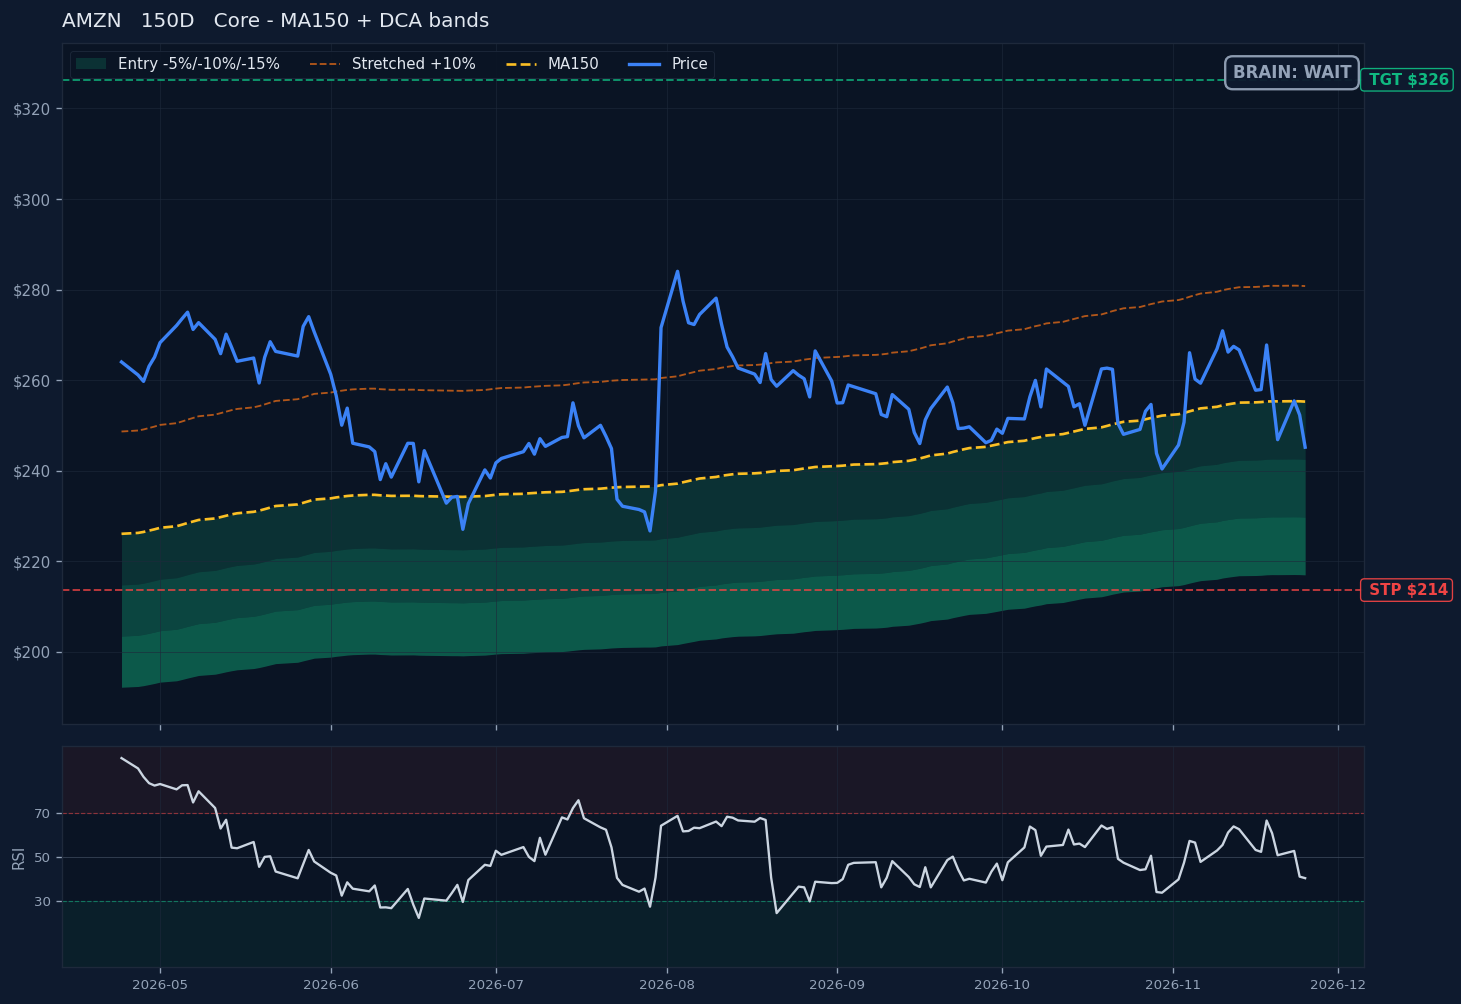 AMZN 150D Core - MA150 + DCA bands
Entry -5%/-10%/-15% Stretched +10% MA150 Price
BRAIN: WAIT
TGT $326
$320
$300
$280
$260
$240
$220
STP $214
$200
70
50
30
RSI
2026-05 2026-06 2026-07 2026-08 2026-09 2026-10 2026-11 2026-12